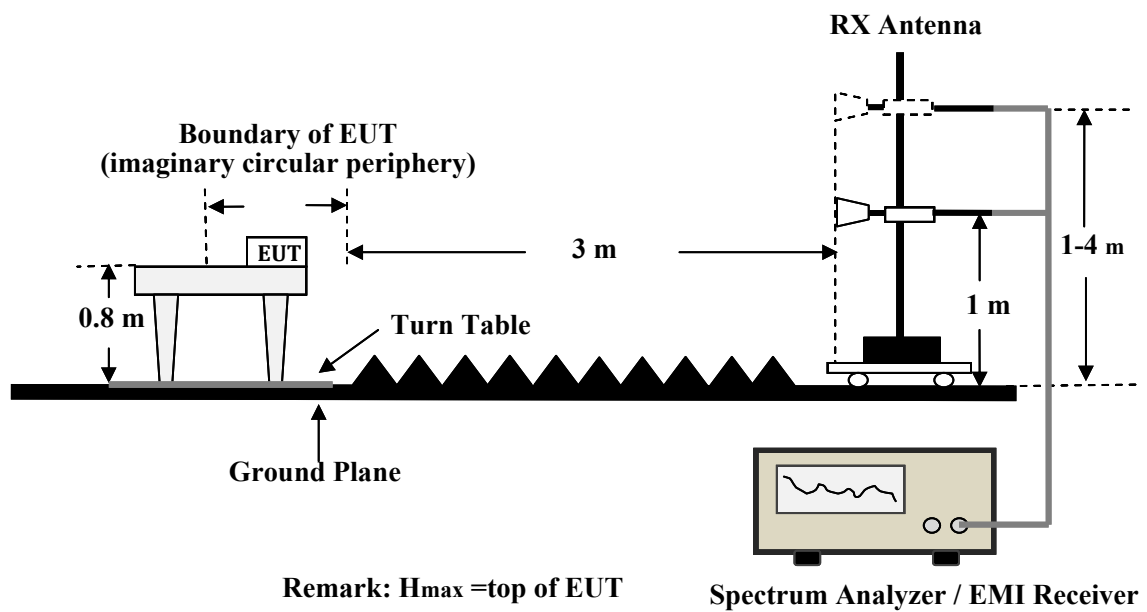 RX Antenna
Boundary of EUT
(imaginary circular periphery)
EUT
3 m
1-4 m
0.8 m
1 m
Turn Table
Ground Plane
Remark: Hmax =top of EUT
Spectrum Analyzer / EMI Receiver